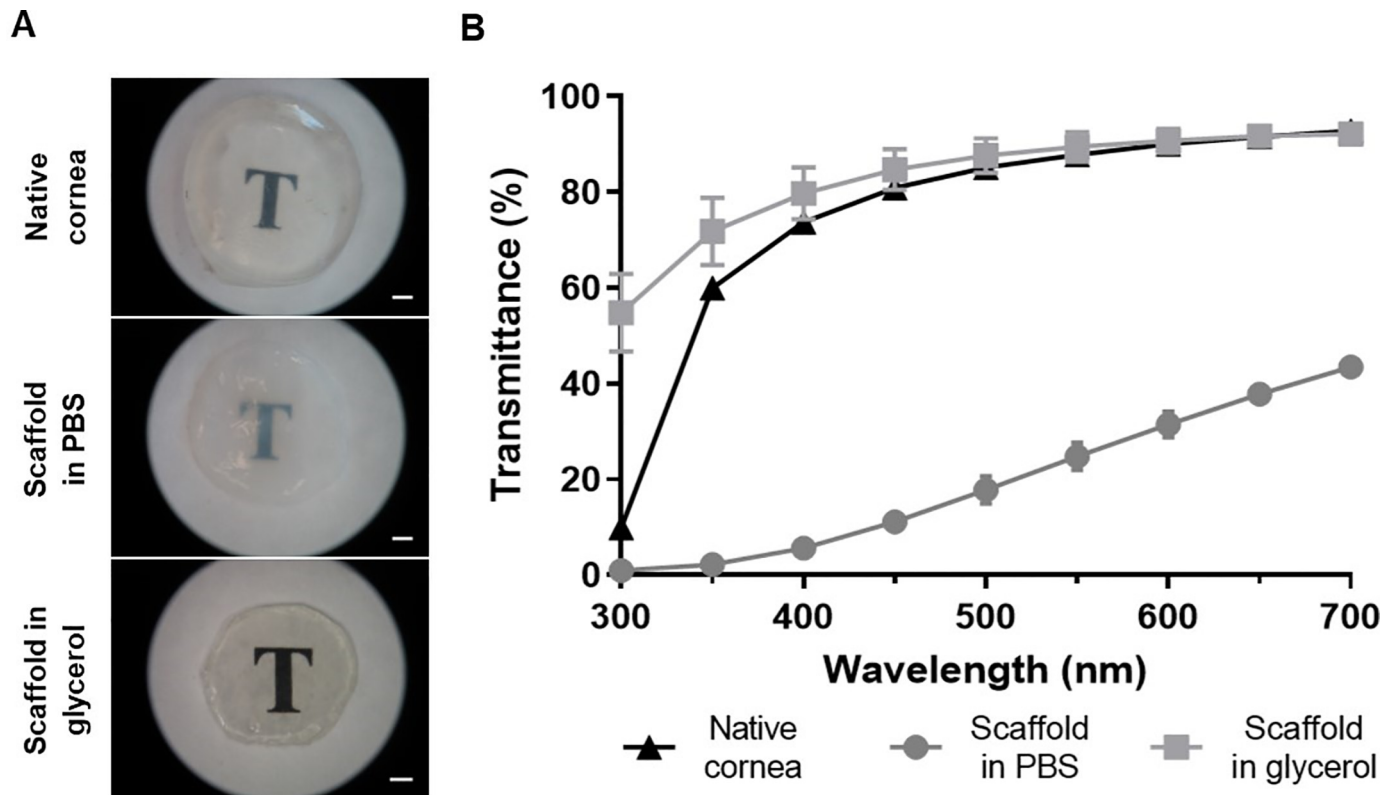 A
Native
cornea
T
Scaffold
in PBS
T
Scaffold in
glycerol
T
B
Transmittance (%)
100
80
60
40
20
0
300
400
500
600
700
Wavelength (nm)
Native
cornea
Scaffold
in PBS
Scaffold
in glycerol